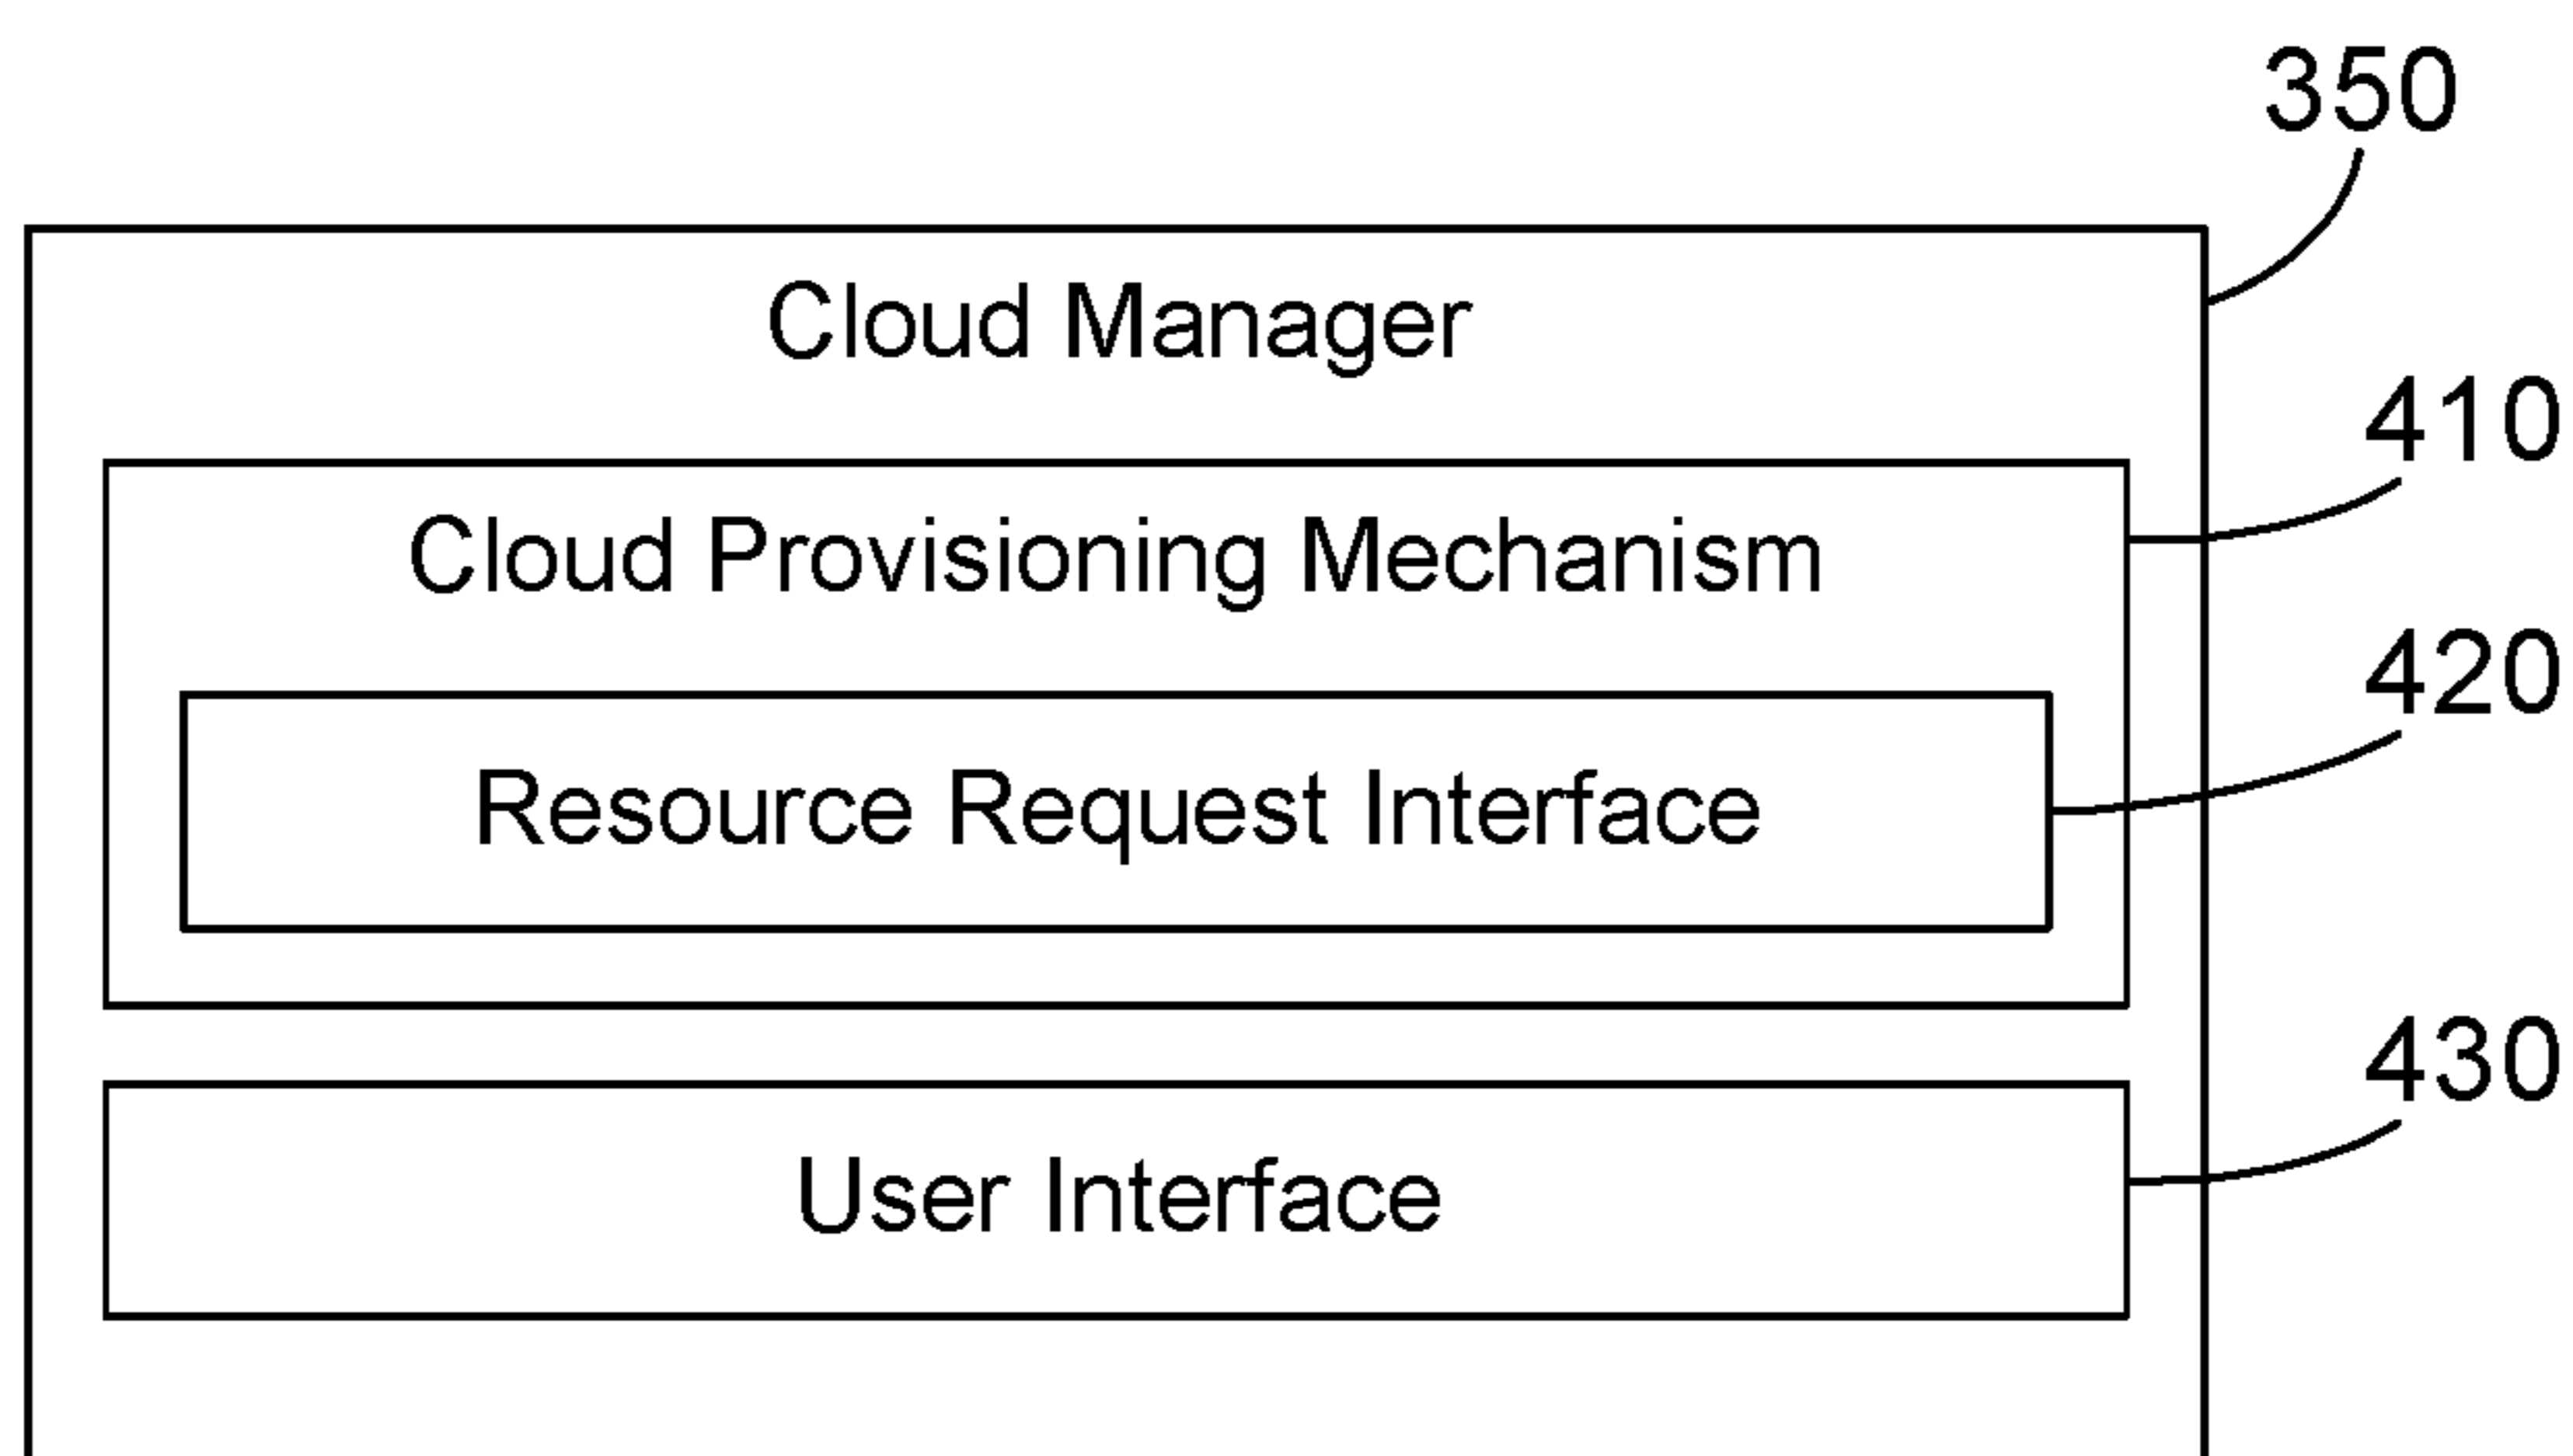 350
Cloud Manager
410
Cloud Provisioning Mechanism
420
Resource Request Interface
430
User Interface